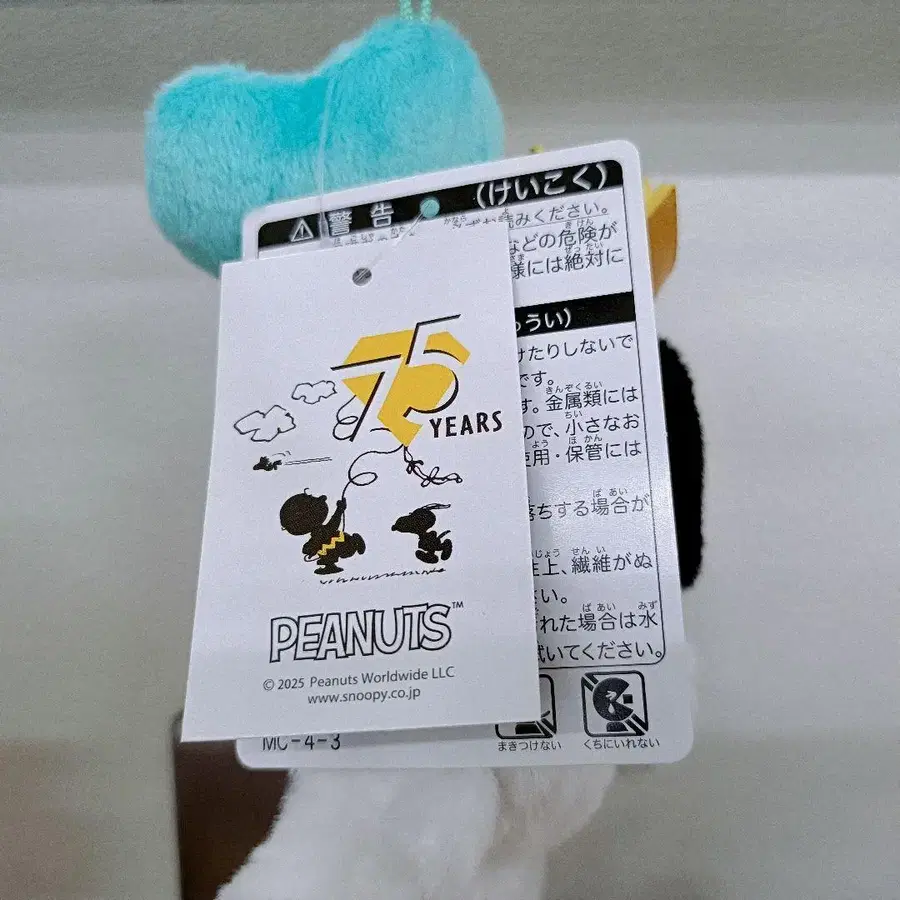 警告
(けいこく)
みください。
などの危険が
様には絶対に
うい)
けたりしないで
です。
す。金属類には
ので、小さなお
使用・保管には
落ちする場合が
性上、繊維がぬ
い。
れた場合は水
拭いてください。
75
YEARS
PEANUTS™
© 2025 Peanuts Worldwide LLC
www.snoopy.co.jp
MC-4-3
まきつけない
くちにいれない